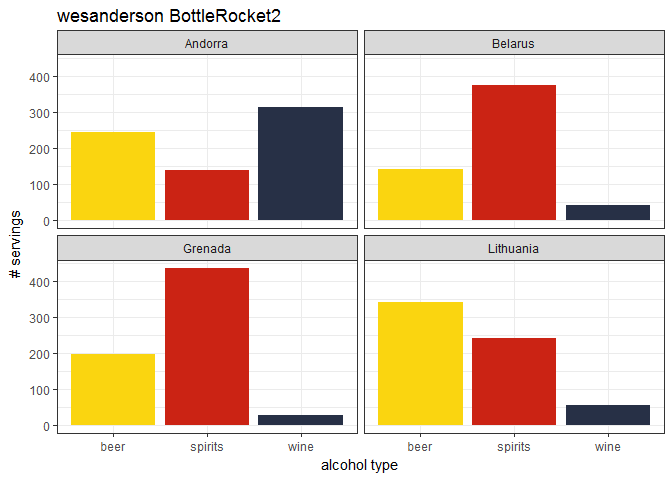 wesanderson BottleRocket2
Andorra Belarus
400
300
200
100
0
Grenada Lithuania
400
300
200
100
0
# servings
beer spirits wine beer spirits wine
alcohol type